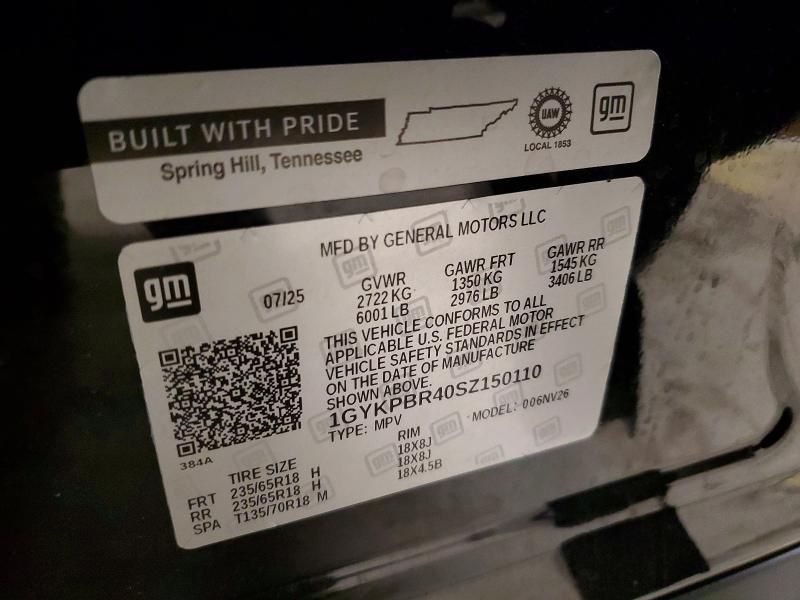 BUILT WITH PRIDE
Spring Hill, Tennessee
UAW
LOCAL 1853
gm
MFD BY GENERAL MOTORS LLC
gm
07/25
GVWR GAWR FRT GAWR RR
2722 KG 1350 KG 1545 KG
6001 LB 2976 LB 3406 LB
THIS VEHICLE CONFORMS TO ALL
APPLICABLE U.S. FEDERAL MOTOR
VEHICLE SAFETY STANDARDS IN EFFECT
ON THE DATE OF MANUFACTURE
SHOWN ABOVE.
1GYKPBR40SZ150110
TYPE: MPV MODEL: 006NV26
384A
TIRE SIZE RIM
FRT 235/65R18 H 18X8J
RR 235/65R18 H 18X8J
SPA T135/70R18 M 18X4.5B